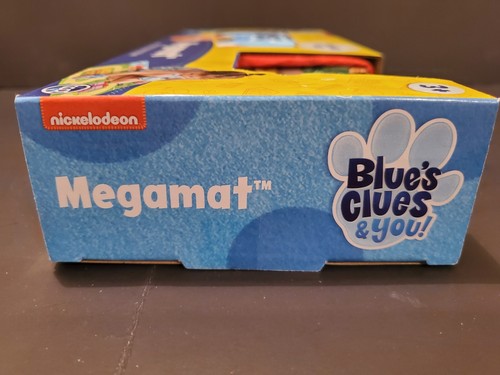 nickelodeon
Megamat™
Blue's
Clues
& you!